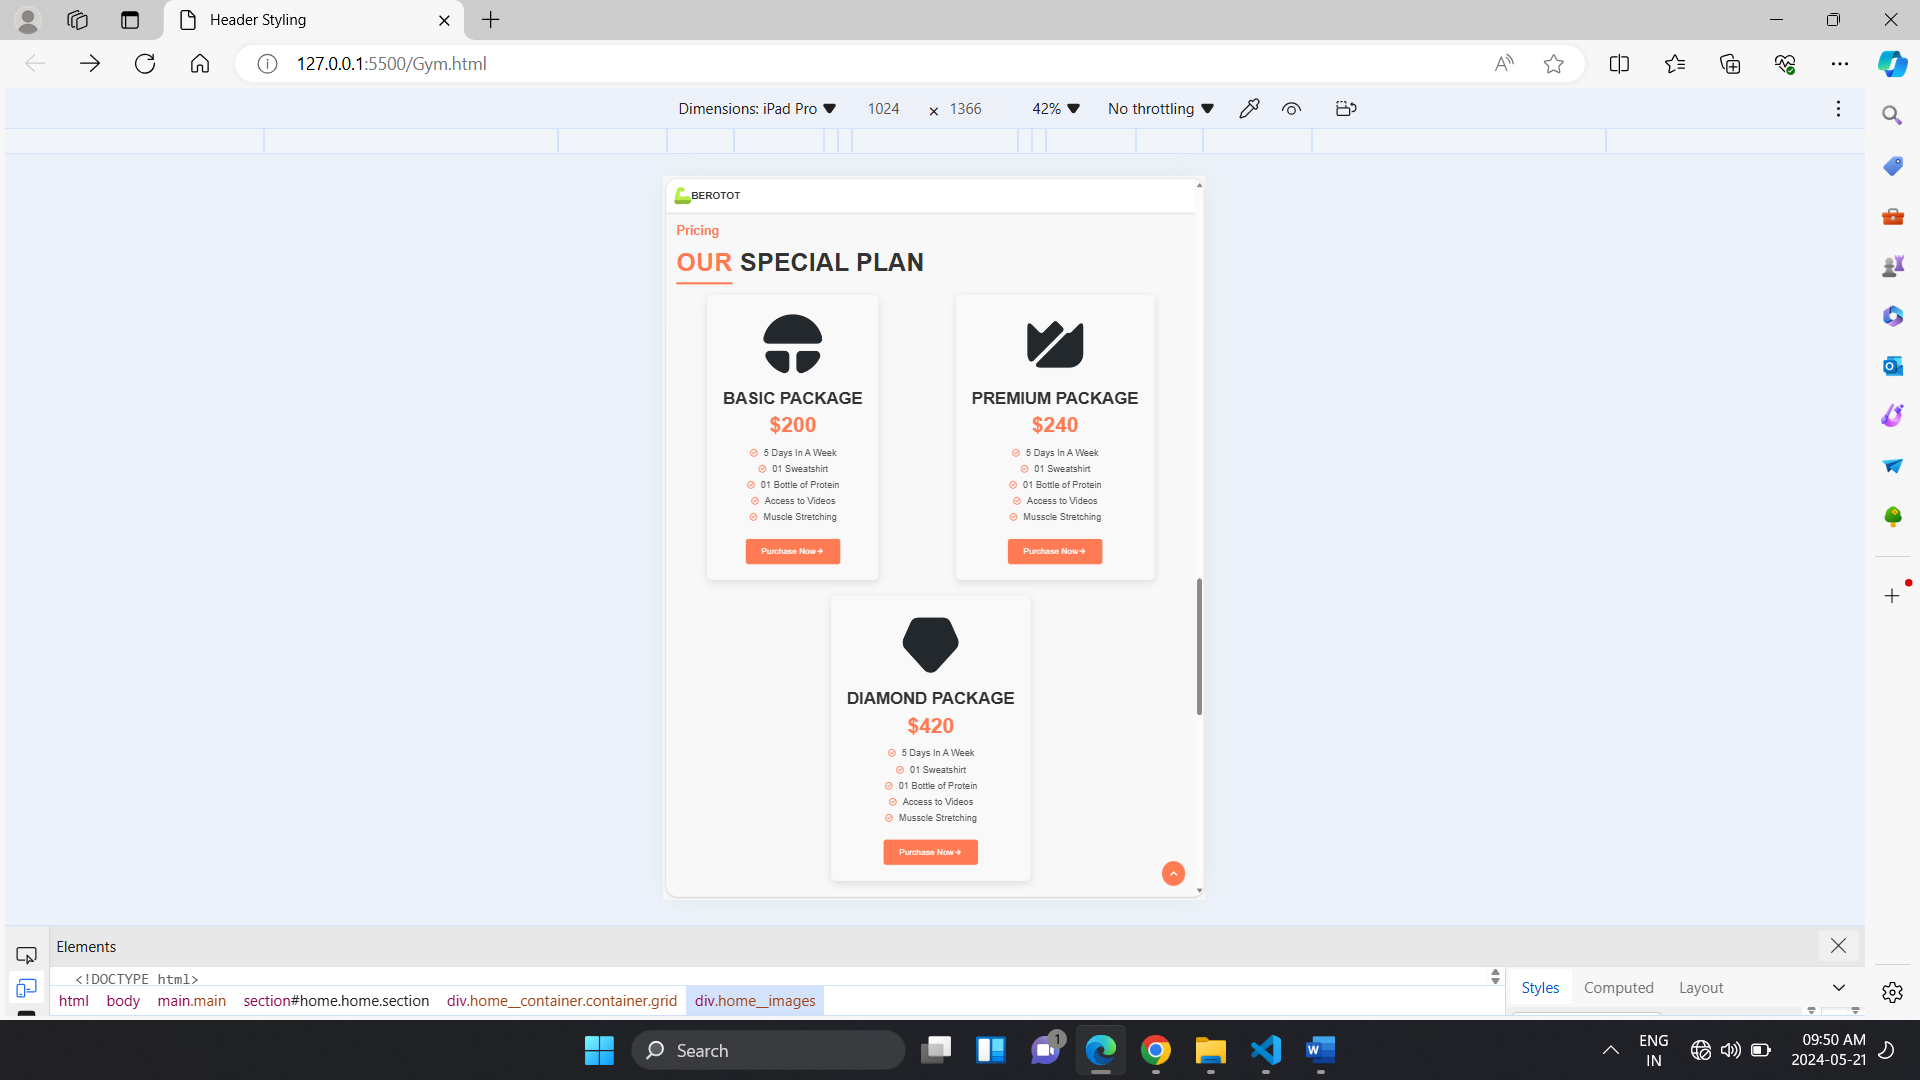 Header Styling
127.0.0.1:5500/Gym.html
Dimensions: iPad Pro 1024 × 1366 42% No throttling
BEROTOT
Pricing
OUR SPECIAL PLAN
BASIC PACKAGE
$200
5 Days In A Week
01 Sweatshirt
01 Bottle of Protein
Access to Videos
Muscle Stretching
Purchase Now
PREMIUM PACKAGE
$240
5 Days In A Week
01 Sweatshirt
01 Bottle of Protein
Access to Videos
Musscle Stretching
Purchase Now
DIAMOND PACKAGE
$420
5 Days In A Week
01 Sweatshirt
01 Bottle of Protein
Access to Videos
Musscle Stretching
Purchase Now
Elements
<!DOCTYPE html>
html body main.main section#home.home.section div.home__container.container.grid div.home__images
Styles Computed Layout
Search
1
ENG
IN
09:50 AM
2024-05-21